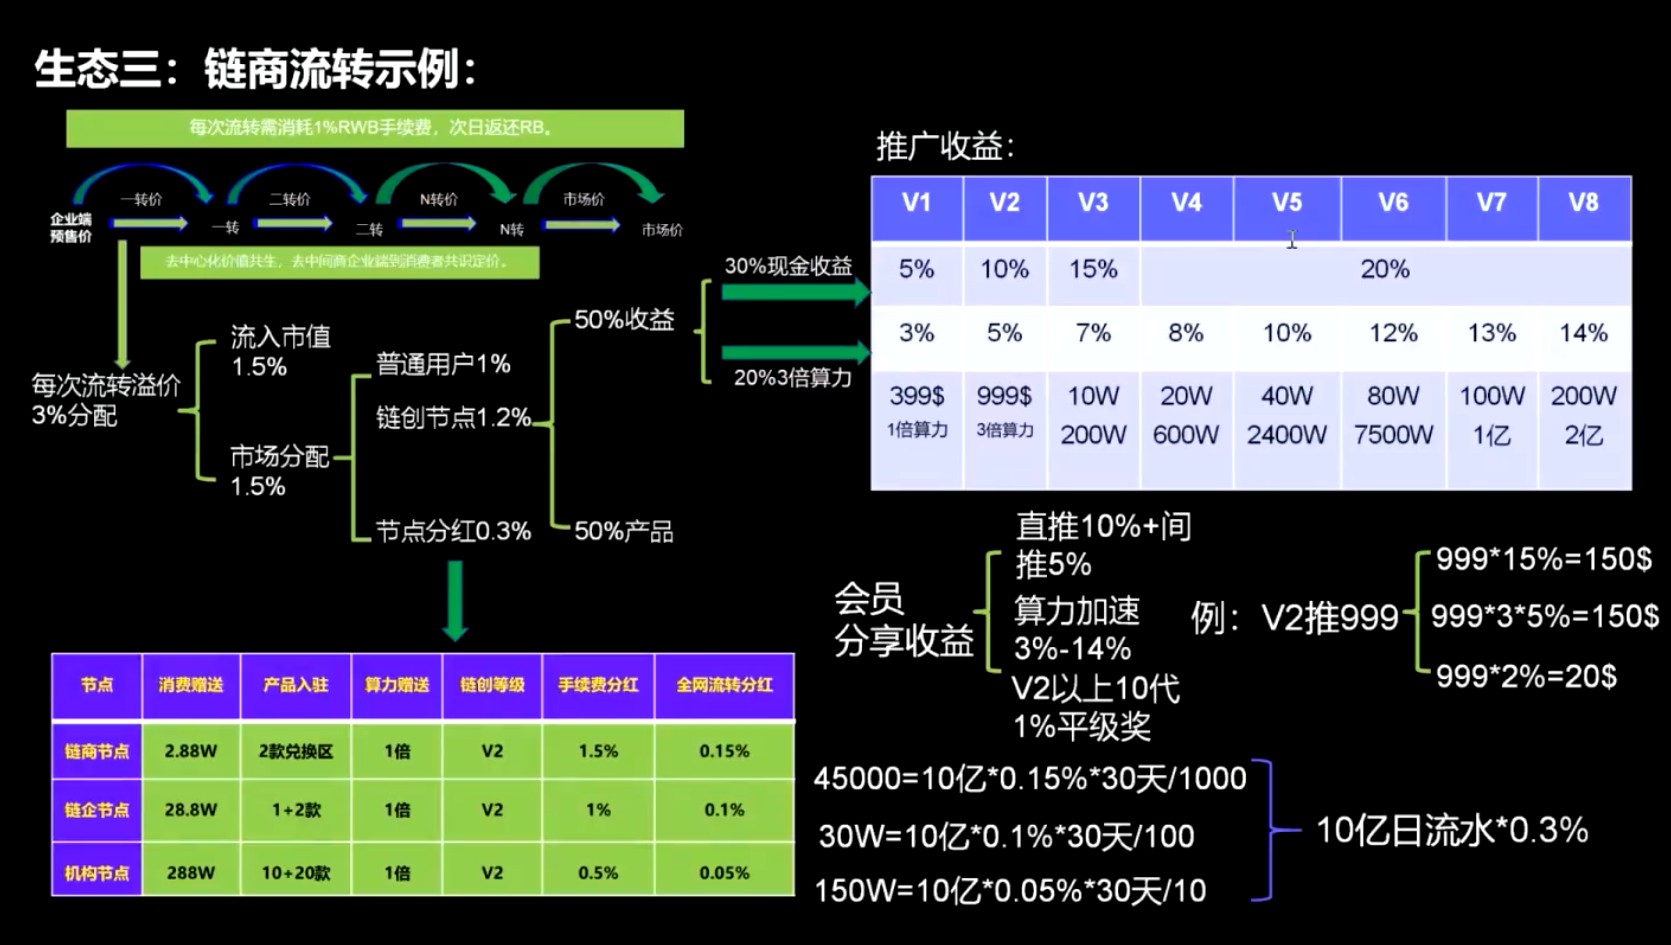 生态三：链商流转示例：
每次流转需消耗1%RWB手续费，次日返还RB。
一转价
二转价
N转价
市场价
企业端
预售价
一转
二转
N转
市场价
去中心化价值共生，去中间商企业端到消费者共识定价。
每次流转溢价
3%分配
流入市值
1.5%
市场分配
1.5%
普通用户1%
链创节点1.2%
节点分红0.3%
50%收益
50%产品
30%现金收益
20%3倍算力
推广收益：
V1 V2 V3 V4 V5 V6 V7 V8
5% 10% 15% 20%
3% 5% 7% 8% 10% 12% 13% 14%
399$ 999$ 10W 20W 40W 80W 100W 200W
1倍算力 3倍算力 200W 600W 2400W 7500W 1亿 2亿
节点 消费赠送 产品入驻 算力赠送 链创等级 手续费分红 全网流转分红
链商节点 2.88W 2款兑换区 1倍 V2 1.5% 0.15%
链企节点 28.8W 1+2款 1倍 V2 1% 0.1%
机构节点 288W 10+20款 1倍 V2 0.5% 0.05%
会员
分享收益
直推10%+间
推5%
算力加速
3%-14%
V2以上10代
1%平级奖
例：V2推999
999*15%=150$
999*3*5%=150$
999*2%=20$
45000=10亿*0.15%*30天/1000
30W=10亿*0.1%*30天/100
150W=10亿*0.05%*30天/10
10亿日流水*0.3%